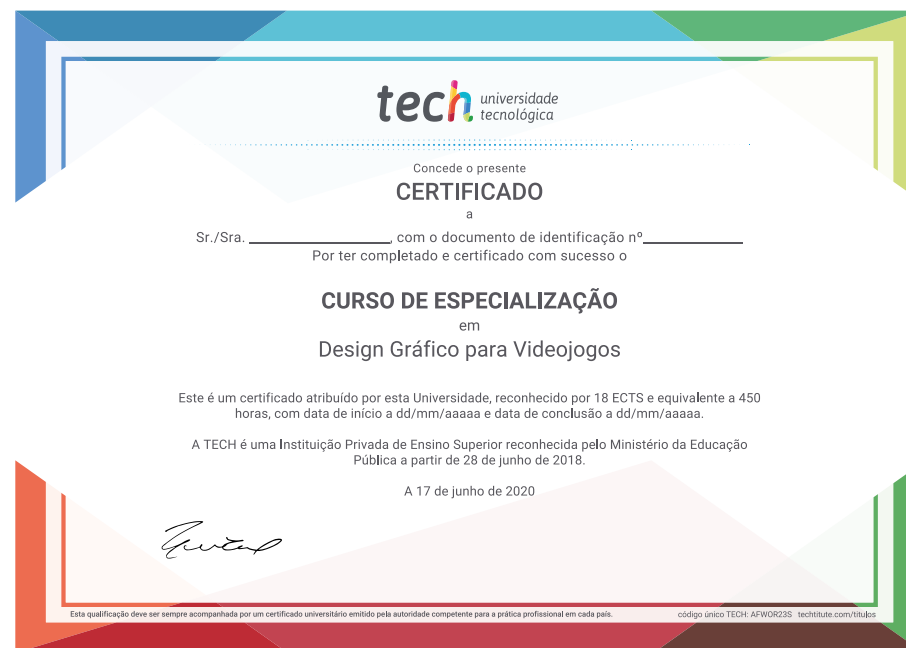 tech universidade
tecnológica
Concede o presente
CERTIFICADO
a
Sr./Sra. ___________________, com o documento de identificação nº_____________
Por ter completado e certificado com sucesso o
CURSO DE ESPECIALIZAÇÃO
em
Design Gráfico para Videojogos
Este é um certificado atribuído por esta Universidade, reconhecido por 18 ECTS e equivalente a 450
horas, com data de início a dd/mm/aaaaa e data de conclusão a dd/mm/aaaaa.
A TECH é uma Instituição Privada de Ensino Superior reconhecida pelo Ministério da Educação
Pública a partir de 28 de junho de 2018.
A 17 de junho de 2020
Esta qualificação deve ser sempre acompanhada por um certificado universitário emitido pela autoridade competente para a prática profissional em cada país. código único TECH: AFWOR23S techtitute.com/titulos